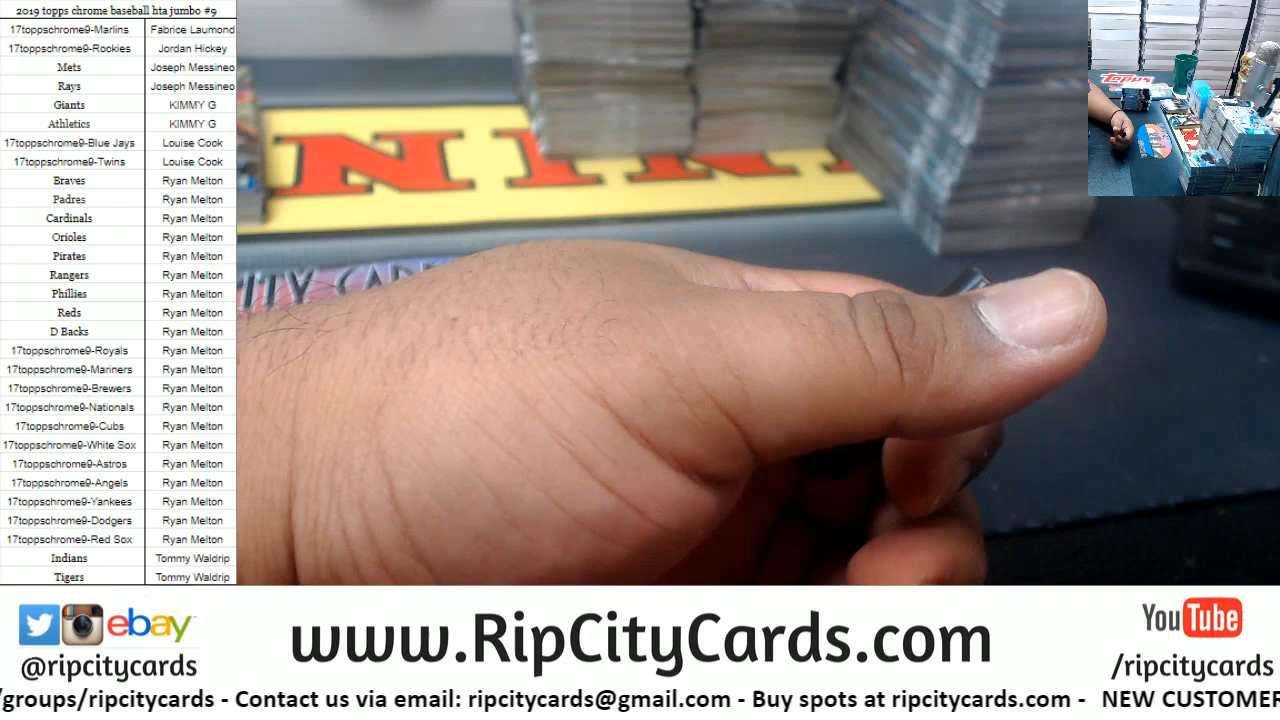 2019 topps chrome baseball hta jumbo #9
17toppschrome9-Marlins Fabrice Laumond
17toppschrome9-Rockies Jordan Hickey
Mets Joseph Messineo
Rays Joseph Messineo
Giants KIMMY G
Athletics KIMMY G
17toppschrome9-Blue Jays Louise Cook
17toppschrome9-Twins Louise Cook
Braves Ryan Melton
Padres Ryan Melton
Cardinals Ryan Melton
Orioles Ryan Melton
Pirates Ryan Melton
Rangers Ryan Melton
Phillies Ryan Melton
Reds Ryan Melton
D Backs Ryan Melton
17toppschrome9-Royals Ryan Melton
17toppschrome9-Mariners Ryan Melton
17toppschrome9-Brewers Ryan Melton
17toppschrome9-Nationals Ryan Melton
17toppschrome9-Cubs Ryan Melton
17toppschrome9-White Sox Ryan Melton
17toppschrome9-Astros Ryan Melton
17toppschrome9-Angels Ryan Melton
17toppschrome9-Yankees Ryan Melton
17toppschrome9-Dodgers Ryan Melton
17toppschrome9-Red Sox Ryan Melton
Indians Tommy Waldrip
Tigers Tommy Waldrip
topps
ebay
@ripcitycards
www.RipCityCards.com
YouTube
/ripcitycards
/groups/ripcitycards - Contact us via email: ripcitycards@gmail.com - Buy spots at ripcitycards.com - NEW CUSTOMER